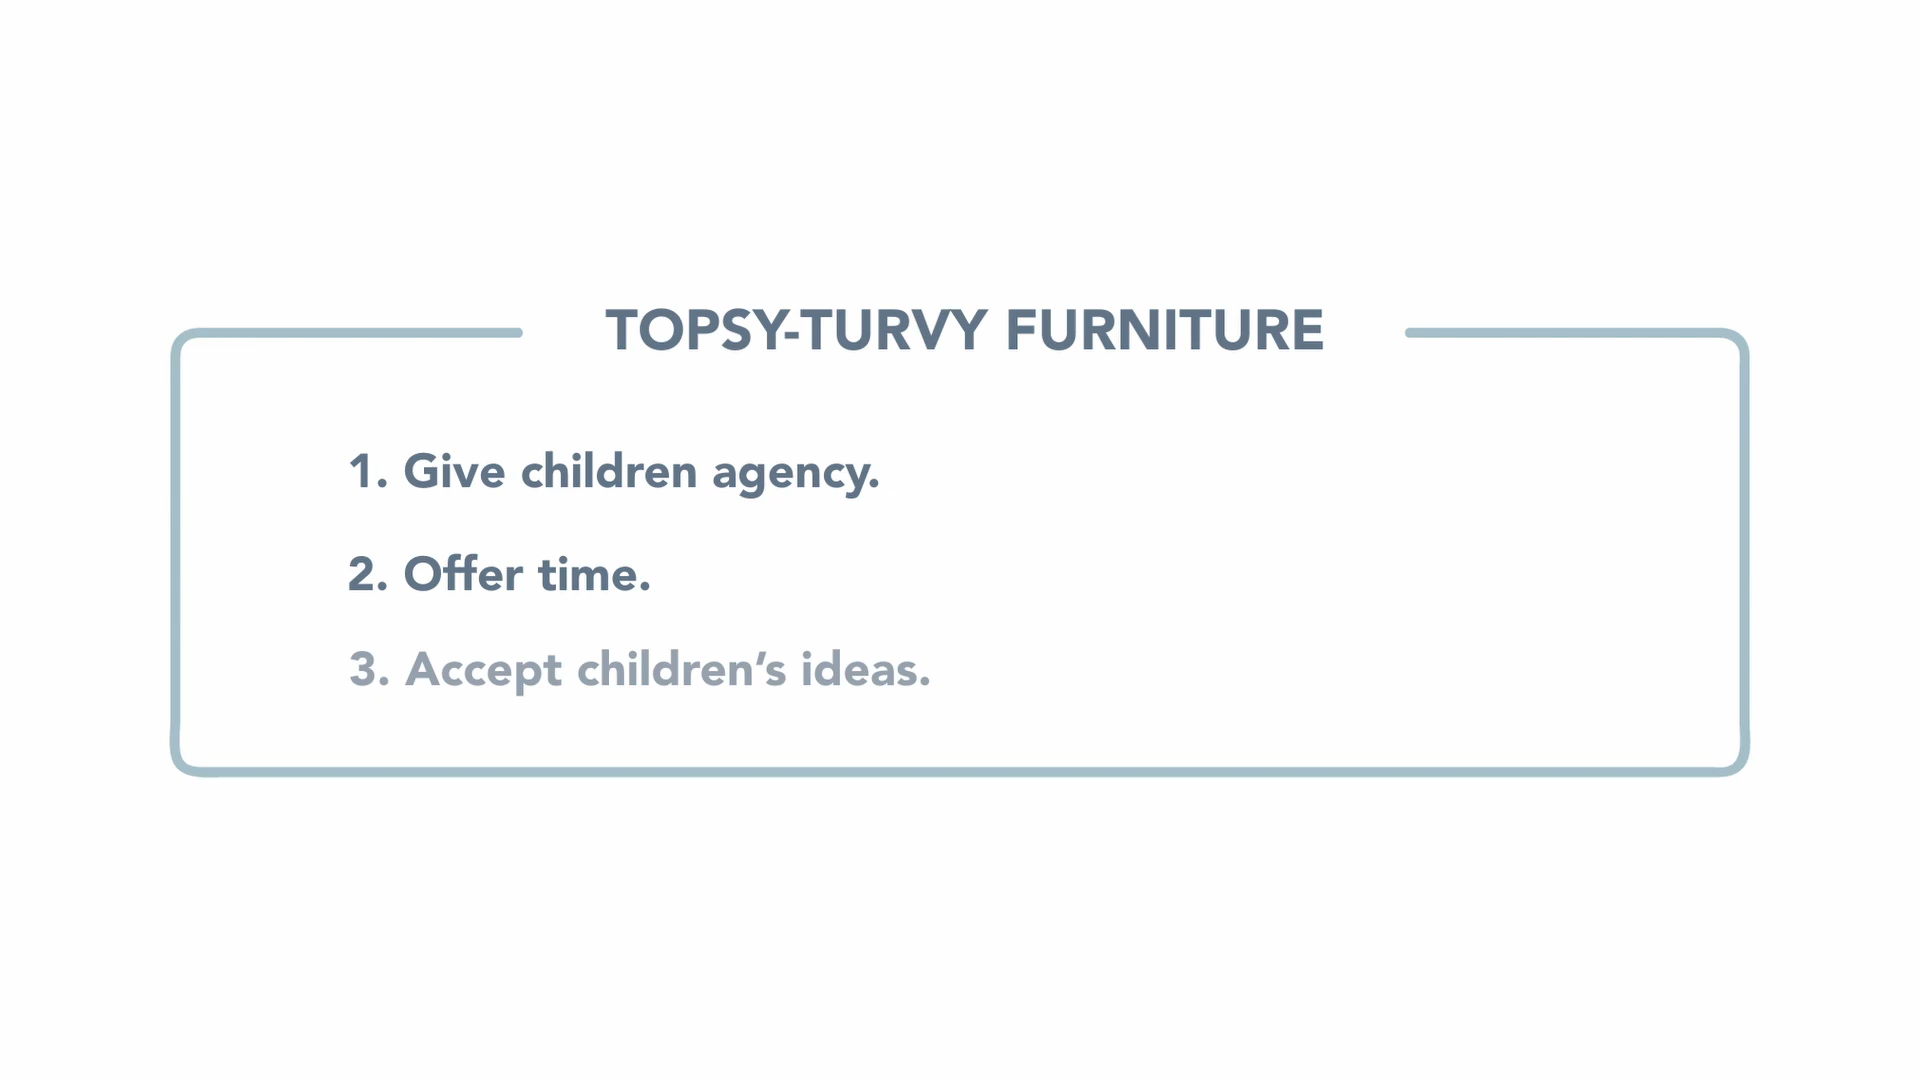 TOPSY-TURVY FURNITURE
1. Give children agency.
2. Offer time.
3. Accept children’s ideas.